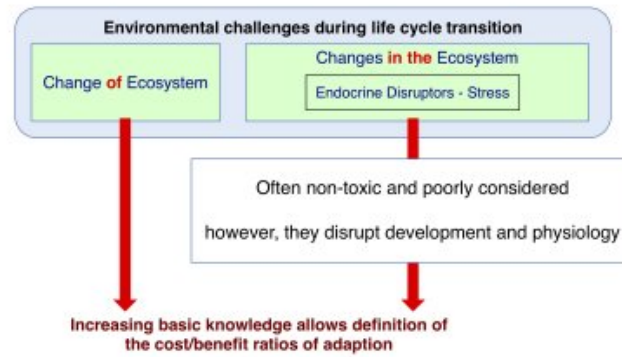 Environmental challenges during life cycle transition
Change of Ecosystem
Changes in the Ecosystem
Endocrine Disruptors - Stress
Often non-toxic and poorly considered
however, they disrupt development and physiology
Increasing basic knowledge allows definition of
the cost/benefit ratios of adaption